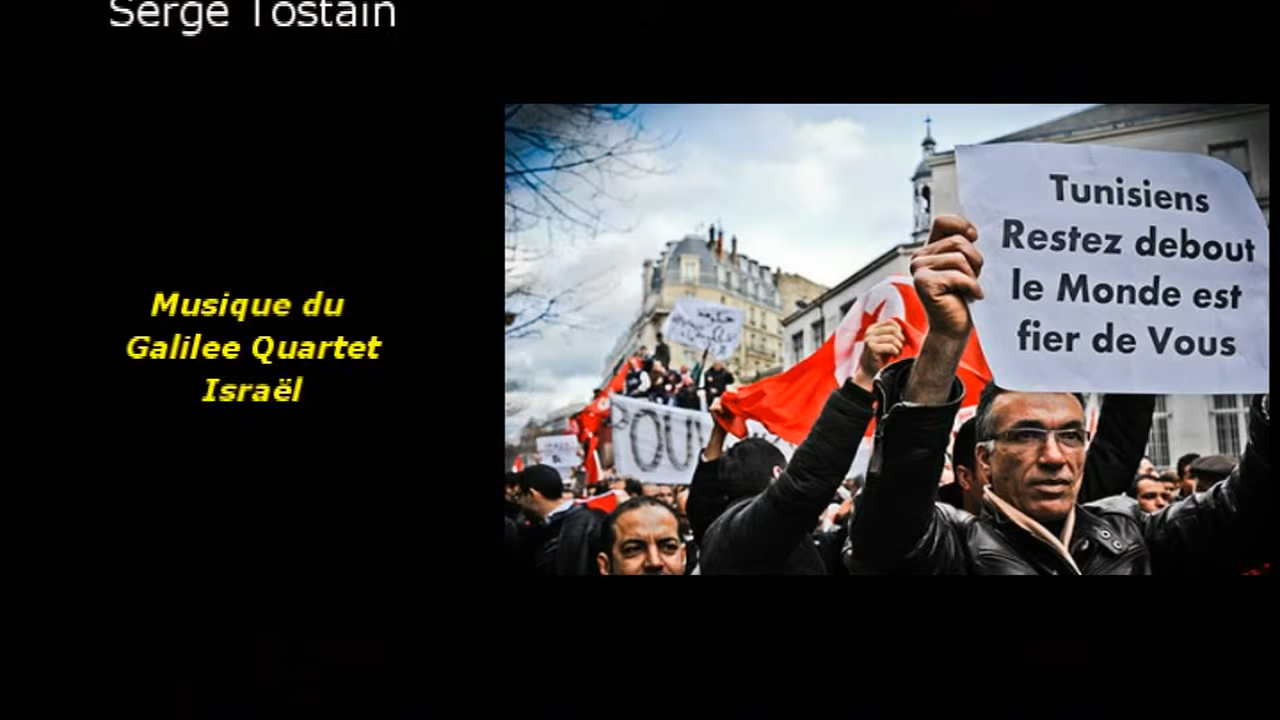 Serge Tostain
Musique du
Galilee Quartet
Israël
Tunisiens
Restez debout
le Monde est
fier de Vous
POU